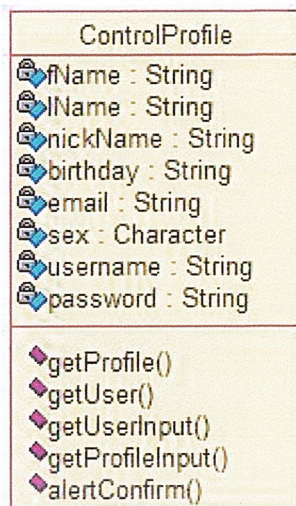 ControlProfile
fName : String
lName : String
nickName : String
birthday : String
email : String
sex : Character
username : String
password : String
getProfile()
getUser()
getUserInput()
getProfileInput()
alertConfirm()